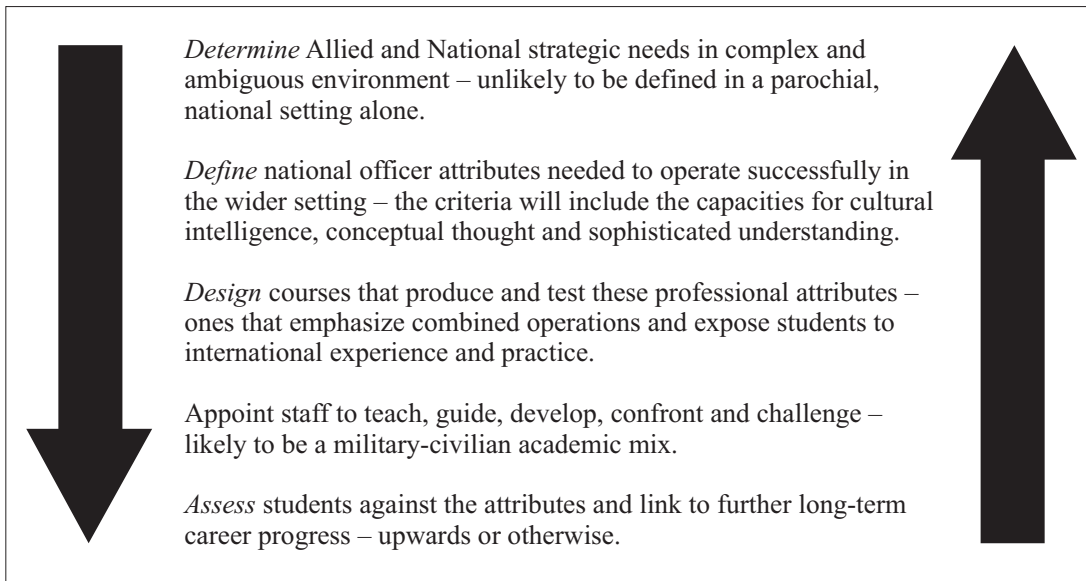 Determine Allied and National strategic needs in complex and
ambiguous environment – unlikely to be defined in a parochial,
national setting alone.
Define national officer attributes needed to operate successfully in
the wider setting – the criteria will include the capacities for cultural
intelligence, conceptual thought and sophisticated understanding.
Design courses that produce and test these professional attributes –
ones that emphasize combined operations and expose students to
international experience and practice.
Appoint staff to teach, guide, develop, confront and challenge –
likely to be a military-civilian academic mix.
Assess students against the attributes and link to further long-term
career progress – upwards or otherwise.